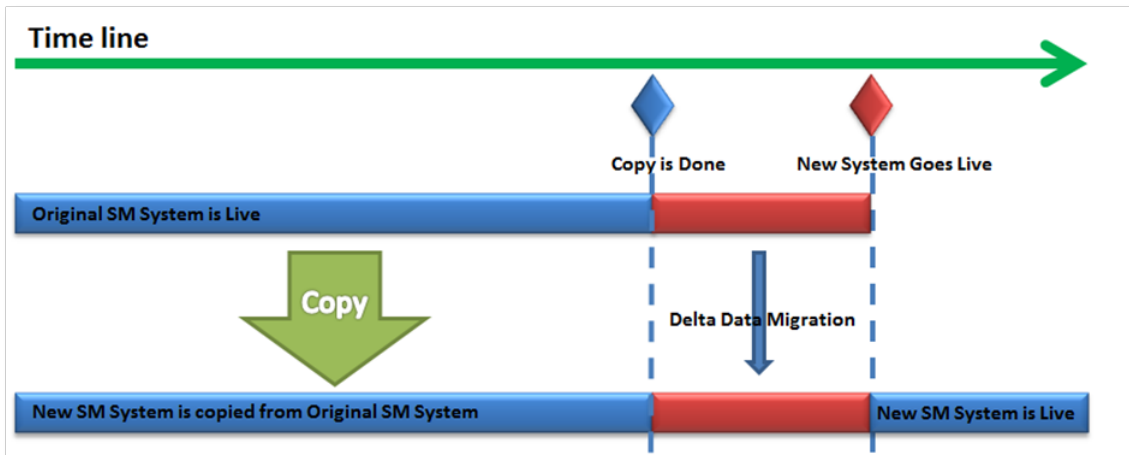 Time line
Copy is Done
New System Goes Live
Original SM System is Live
Copy
Delta Data Migration
New SM System is copied from Original SM System
New SM System is Live